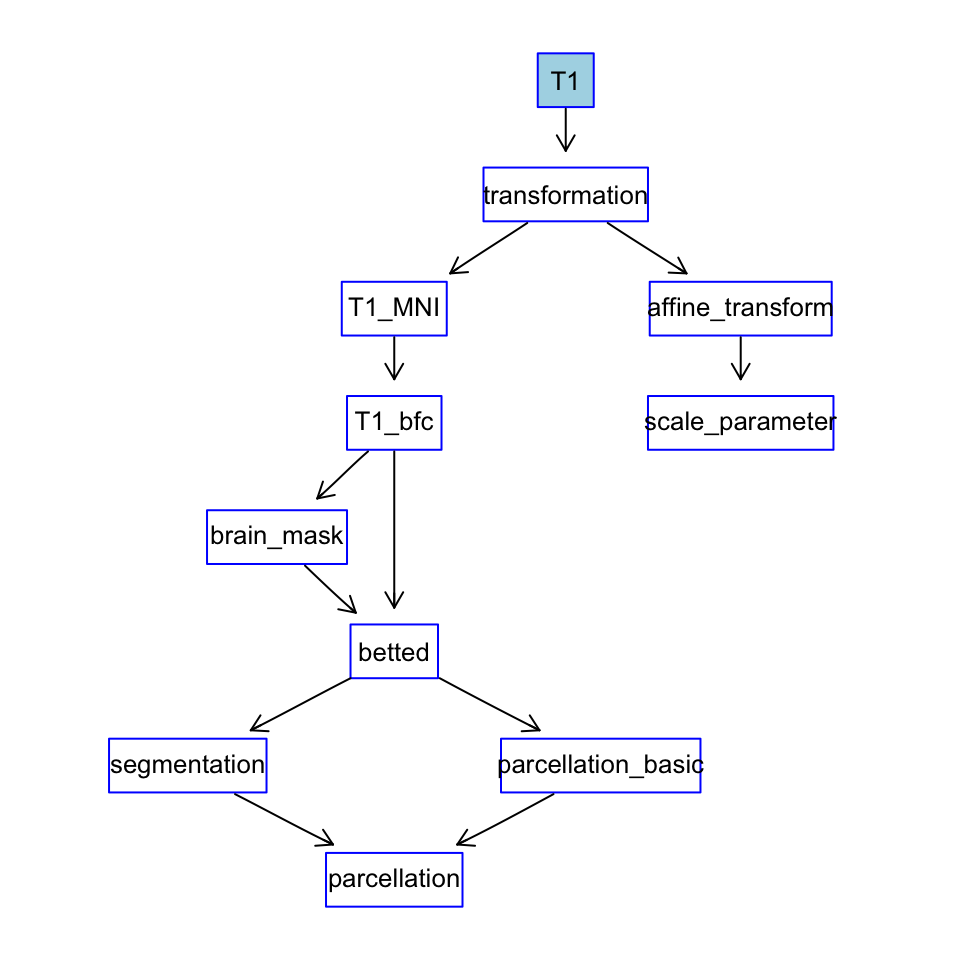 T1
transformation
T1_MNI
affine_transform
T1_bfc
scale_parameter
brain_mask
betted
segmentation
parcellation_basic
parcellation